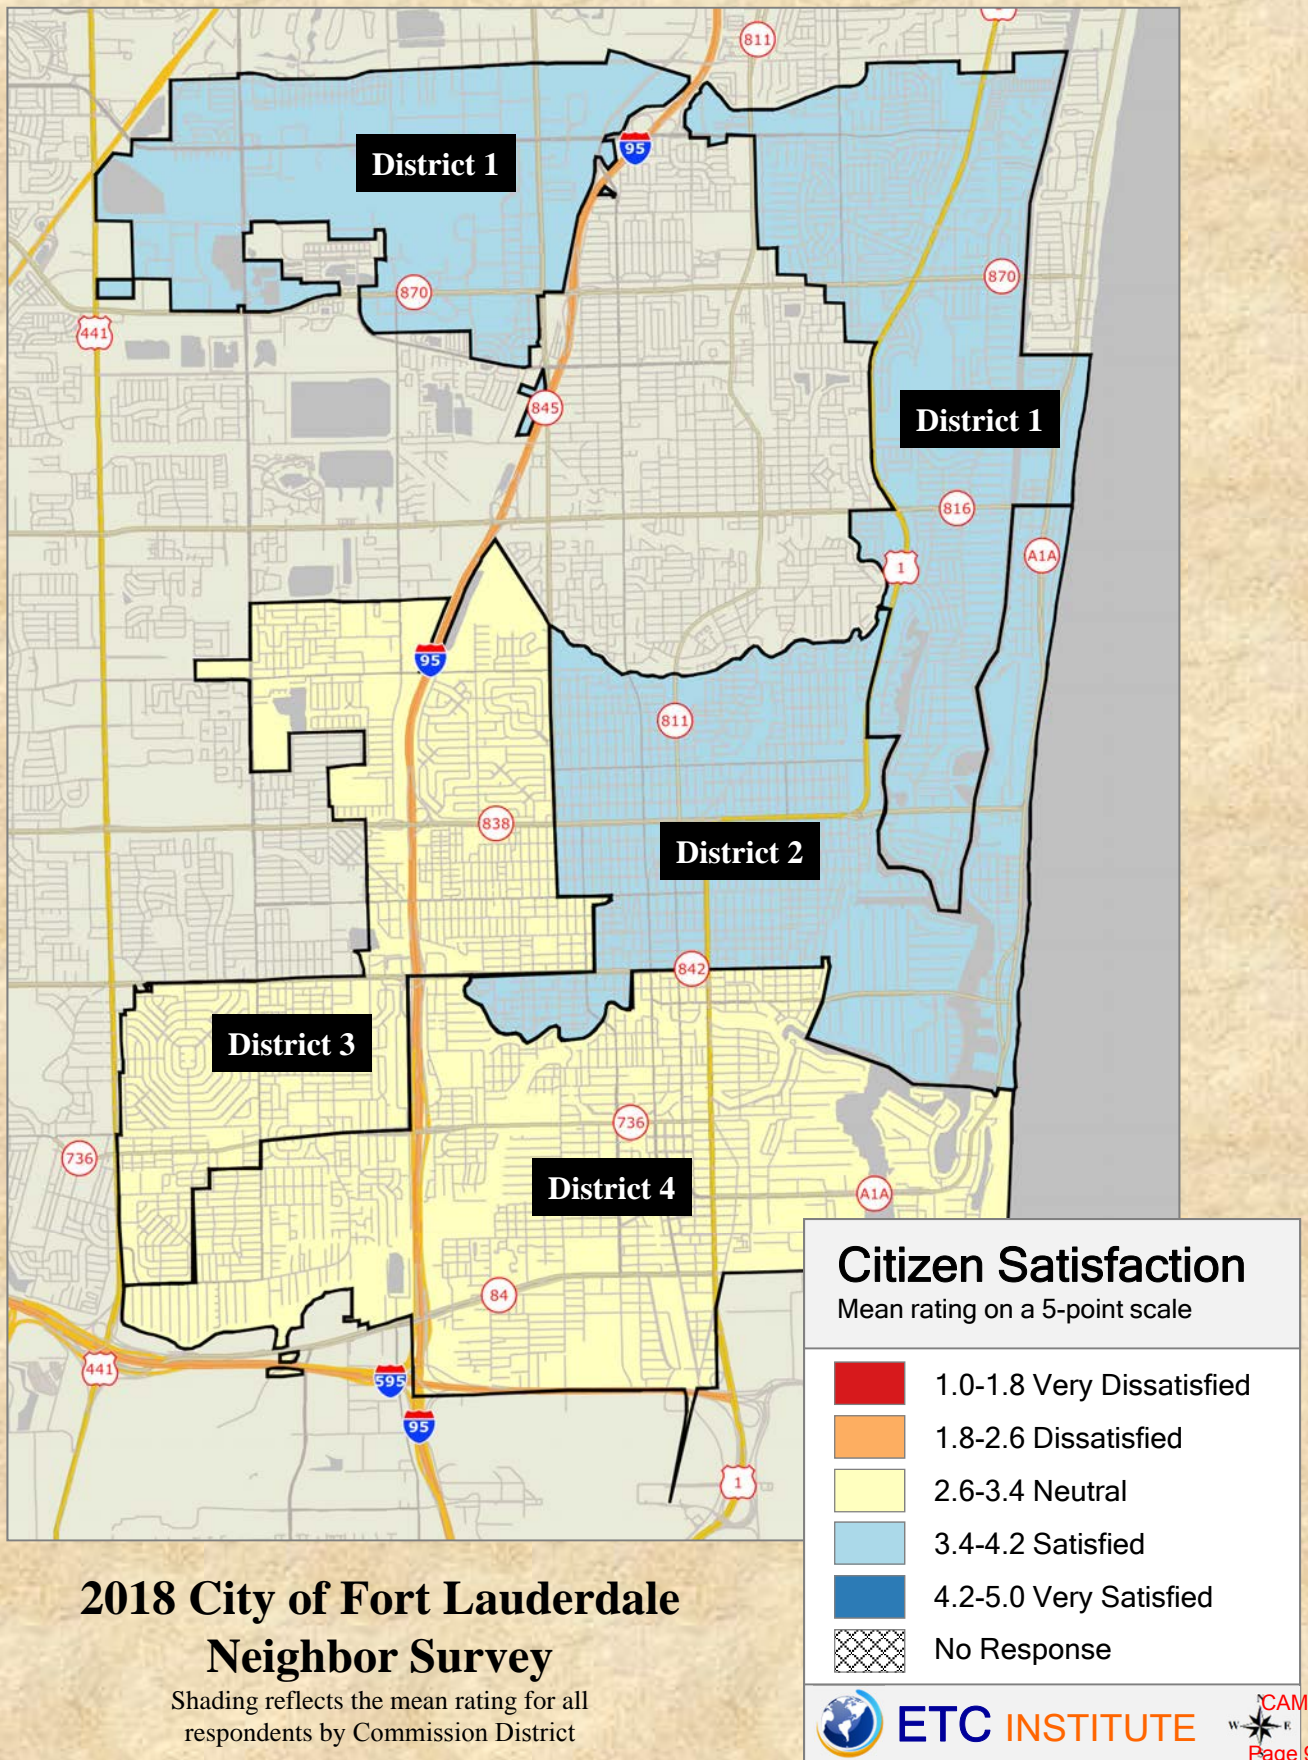 811
District 1
95
870
870
441
845
District 1
816
A1A
1
95
811
838
District 2
842
District 3
736
736
District 4
A1A
84
441
595
95
1
Citizen Satisfaction
Mean rating on a 5-point scale
1.0-1.8 Very Dissatisfied
1.8-2.6 Dissatisfied
2.6-3.4 Neutral
3.4-4.2 Satisfied
4.2-5.0 Very Satisfied
No Response
2018 City of Fort Lauderdale
Neighbor Survey
Shading reflects the mean rating for all
respondents by Commission District
ETC INSTITUTE
CAM
W E
Page 9